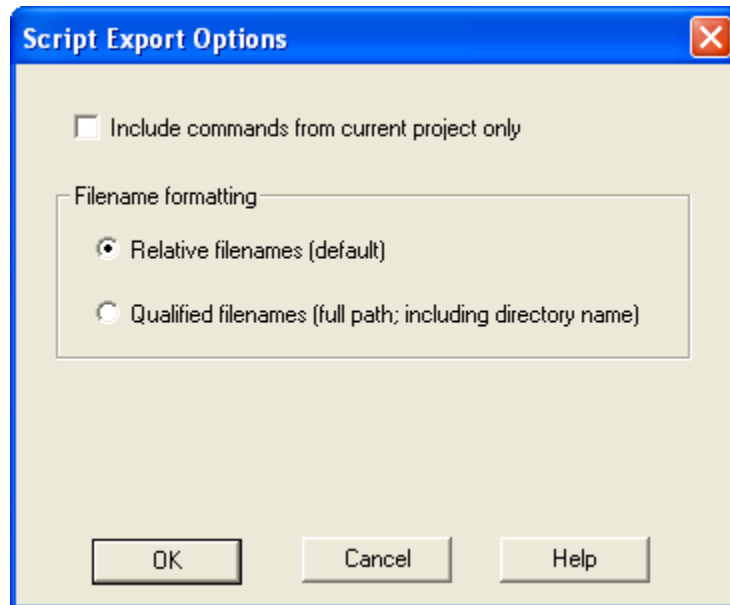 Script Export Options
Include commands from current project only
Filename formatting
Relative filenames (default)
Qualified filenames (full path; including directory name)
OK Cancel Help